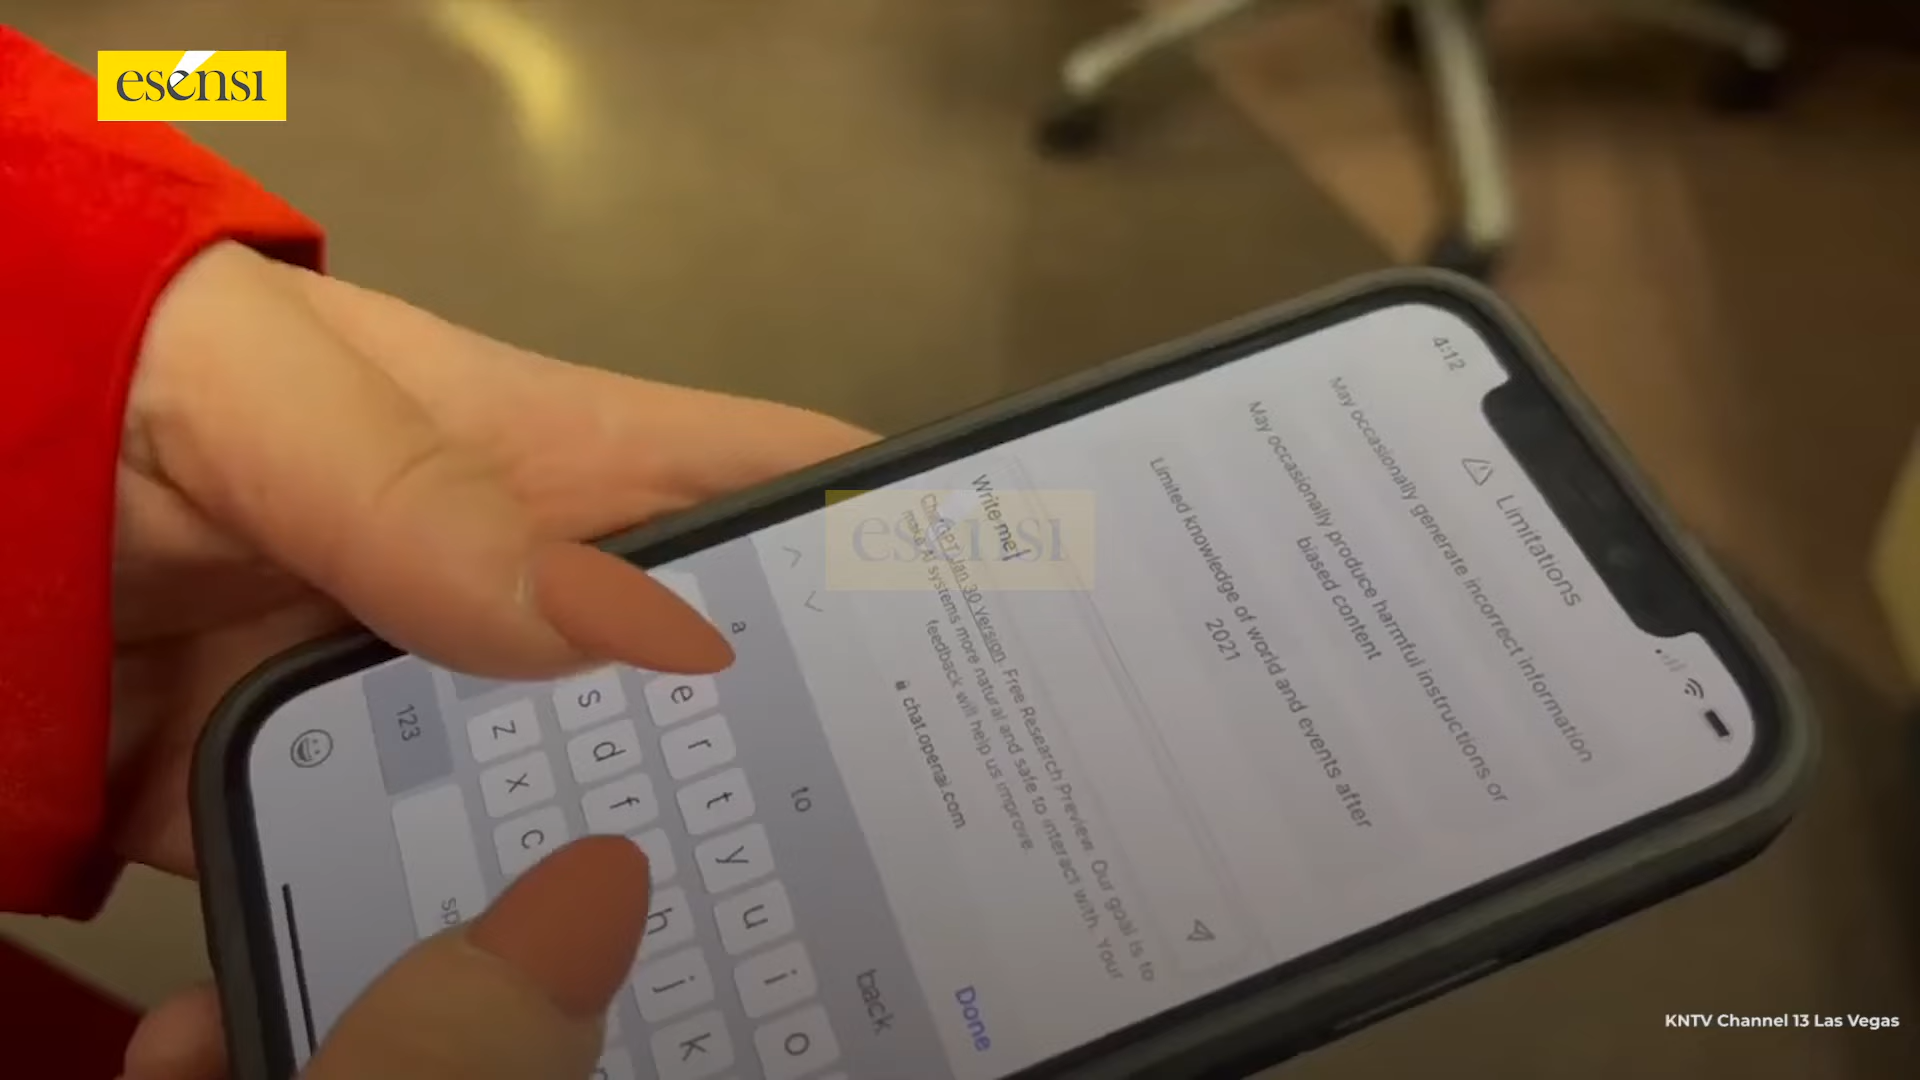 esensi
4:12
Limitations
May occasionally generate incorrect information
May occasionally produce harmful instructions or
biased content
Limited knowledge of world and events after
2021
Write me
esensi
ChatGPT Jan 30 Version. Free Research Preview. Our goal is to
make AI systems more natural and safe to interact with. Your
feedback will help us improve.
chat.openai.com
Done
a
to
back
e
r
t
y
u
i
o
s
d
f
h
j
k
z
x
c
123
KNTV Channel 13 Las Vegas